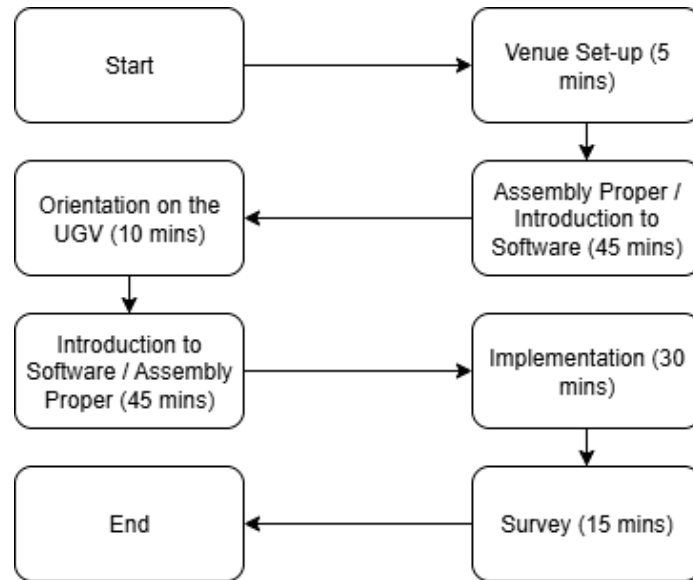 Start
Venue Set-up (5
mins)
Assembly Proper /
Introduction to
Software (45 mins)
Orientation on the
UGV (10 mins)
Introduction to
Software / Assembly
Proper (45 mins)
Implementation (30
mins)
Survey (15 mins)
End